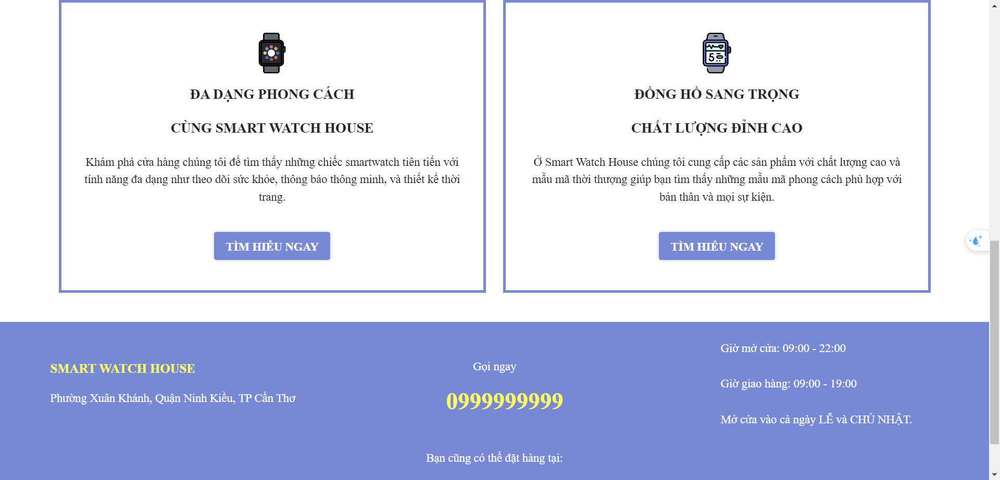 ĐA DẠNG PHONG CÁCH
CÙNG SMART WATCH HOUSE
Khám phá cửa hàng chúng tôi để tìm thấy những chiếc smartwatch tiên tiến với
tính năng đa dạng như theo dõi sức khỏe, thông báo thông minh, và thiết kế thời
trang.
TÌM HIỂU NGAY
5
ĐỒNG HỒ SANG TRỌNG
CHẤT LƯỢNG ĐỈNH CAO
Ở Smart Watch House chúng tôi cung cấp các sản phẩm với chất lượng cao và
mẫu mã thời thượng giúp bạn tìm thấy những mẫu mã phong cách phù hợp với
bản thân và mọi sự kiện.
TÌM HIỂU NGAY
SMART WATCH HOUSE
Phường Xuân Khánh, Quận Ninh Kiều, TP Cần Thơ
Gọi ngay
0999999999
Bạn cũng có thể đặt hàng tại:
Giờ mở cửa: 09:00 - 22:00
Giờ giao hàng: 09:00 - 19:00
Mở cửa vào cả ngày LỄ và CHỦ NHẬT.